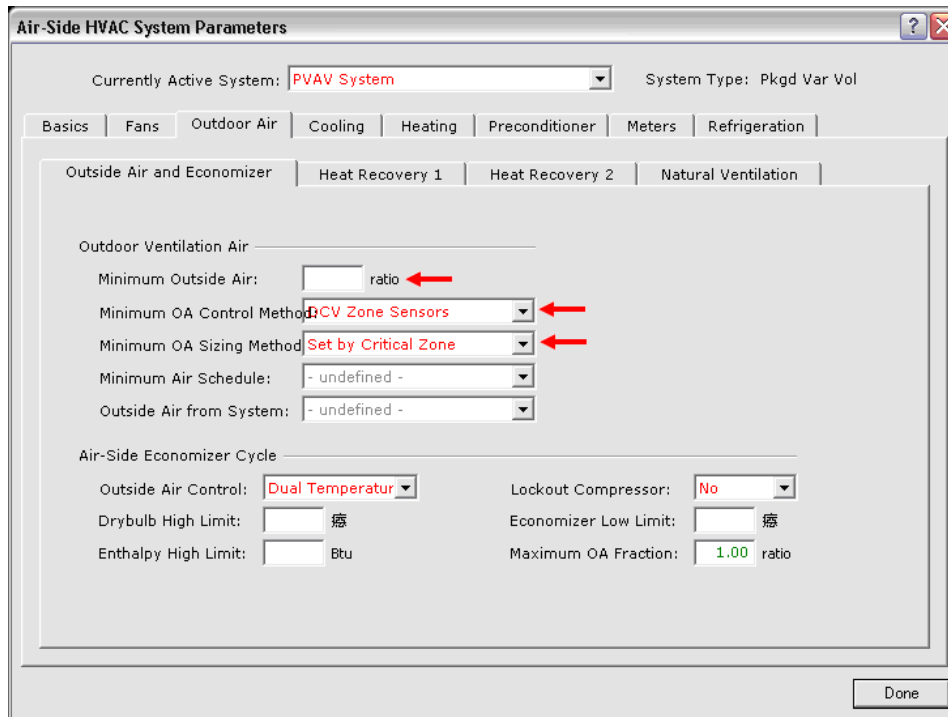 Air-Side HVAC System Parameters ?
Currently Active System: PVAV System System Type: Pkgd Var Vol
Basics Fans Outdoor Air Cooling Heating Preconditioner Meters Refrigeration
Outside Air and Economizer Heat Recovery 1 Heat Recovery 2 Natural Ventilation
Outdoor Ventilation Air
Minimum Outside Air: ratio
Minimum OA Control Method: DCV Zone Sensors
Minimum OA Sizing Method Set by Critical Zone
Minimum Air Schedule: - undefined -
Outside Air from System: - undefined -
Air-Side Economizer Cycle
Outside Air Control: Dual Temperatur Lockout Compressor: No
Drybulb High Limit: Economizer Low Limit:
Enthalpy High Limit: Btu Maximum OA Fraction: 1.00 ratio
Done